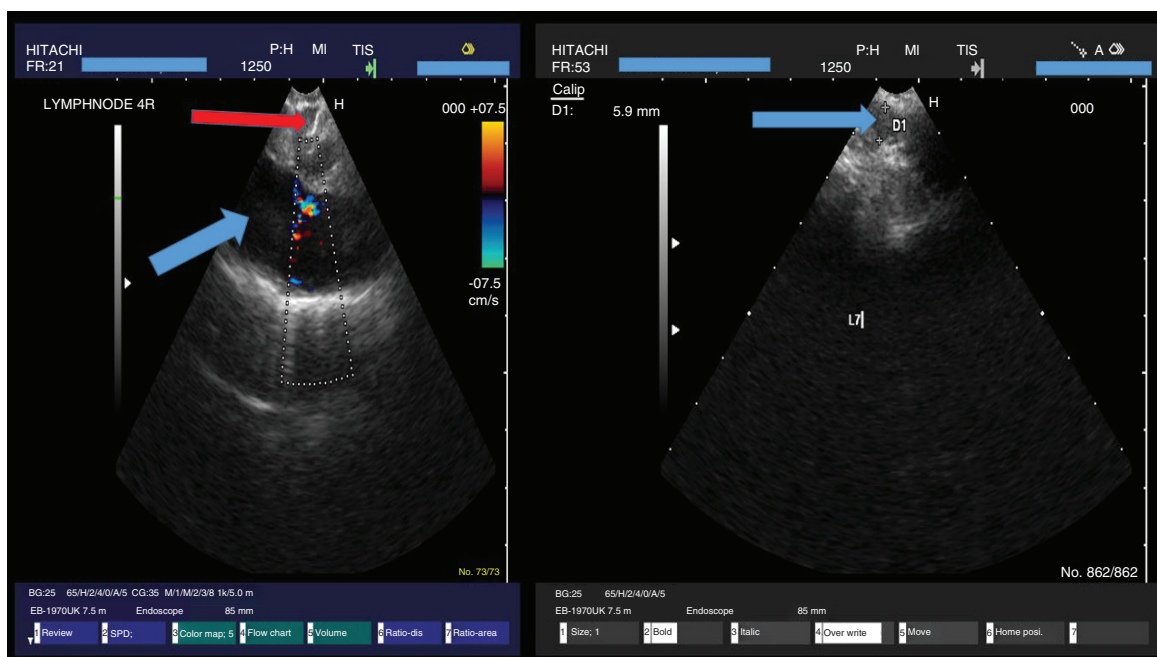 HITACHI P:H MI TIS
FR:21 1250
LYMPHNODE 4R H 000 +07.5
-07.5
cm/s
No. 73/73
BG:25 65/H/2/4/0/A/5 CG:35 M/1/M/2/3/8 1k/5.0 m
EB-1970UK 7.5 m Endoscope 85 mm
1 Review 2 SPD; 3 Color map; 5 4 Flow chart 5 Volume 6 Ratio-dis 7 Ratio-area
HITACHI P:H MI TIS A
FR:53 1250
Calip H
D1: 5.9 mm 000
D1
L7
No. 862/862
BG:25 65/H/2/4/0/A/5
EB-1970UK 7.5 m Endoscope 85 mm
1 Size; 1 2 Bold 3 Italic 4 Over write 5 Move 6 Home posi. 7